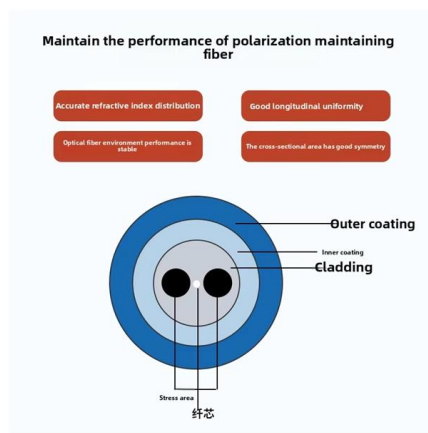 Maintain the performance of polarization maintaining
fiber
Accurate refractive index distribution
Good longitudinal uniformity
Optical fiber environment performance is
stable
The cross-sectional area has good symmetry
Outer coating
Inner coating
Cladding
Stress area
纤芯